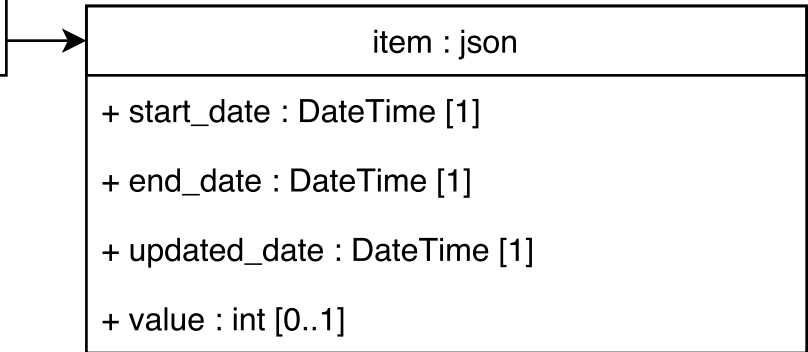 item : json
+ start_date : DateTime [1]
+ end_date : DateTime [1]
+ updated_date : DateTime [1]
+ value : int [0..1]